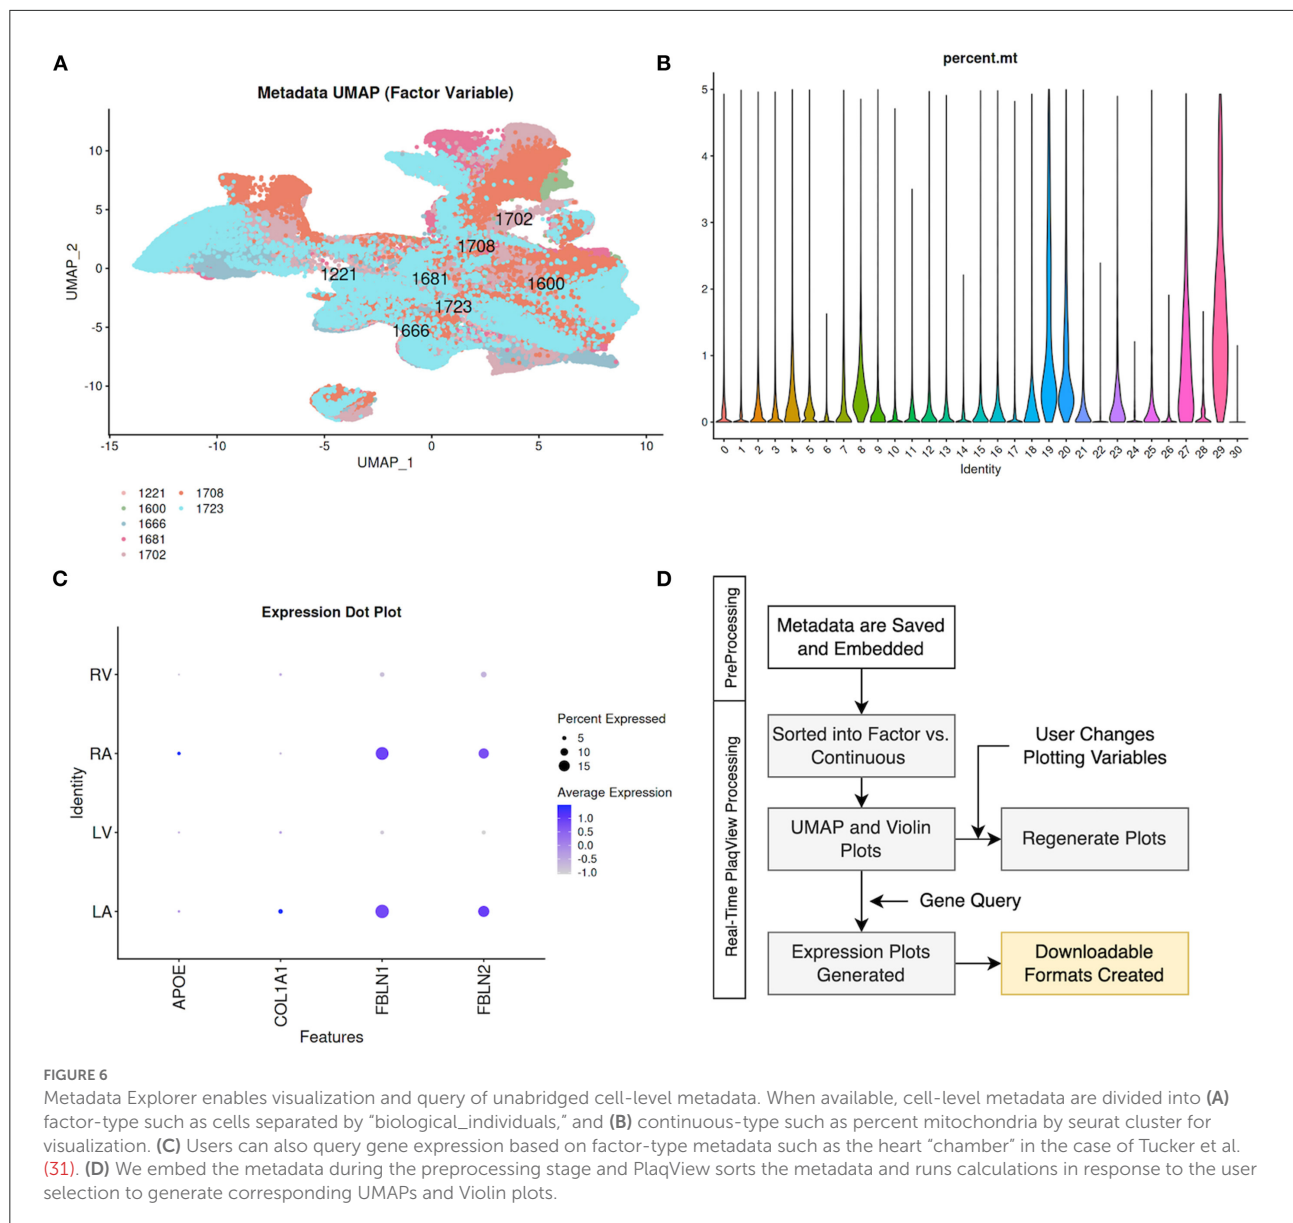 A
Metadata UMAP (Factor Variable)
10
5
0
-5
-10
UMAP_2
1702
1708
1221
1681
1600
1723
1666
-15
-10
-5
0
5
10
UMAP_1
1221
1708
1600
1723
1666
1681
1702
B
percent.mt
5
4
3
2
1
0
0
1
2
3
4
5
6
7
8
9
10
11
12
13
14
15
16
17
18
19
20
21
22
23
24
25
26
27
28
29
30
Identity
C
Expression Dot Plot
RV
RA
LV
LA
Identity
APOE
COL1A1
FBLN1
FBLN2
Features
Percent Expressed
5
10
15
Average Expression
1.0
0.5
0.0
-0.5
-1.0
D
PreProcessing
Real-Time PlaqView Processing
Metadata are Saved
and Embedded
Sorted into Factor vs.
Continuous
User Changes
Plotting Variables
UMAP and Violin
Plots
Regenerate Plots
Gene Query
Expression Plots
Generated
Downloadable
Formats Created
FIGURE 6
Metadata Explorer enables visualization and query of unabridged cell-level metadata. When available, cell-level metadata are divided into (A)
factor-type such as cells separated by “biological_individuals,” and (B) continuous-type such as percent mitochondria by seurat cluster for
visualization. (C) Users can also query gene expression based on factor-type metadata such as the heart “chamber” in the case of Tucker et al.
(31). (D) We embed the metadata during the preprocessing stage and PlaqView sorts the metadata and runs calculations in response to the user
selection to generate corresponding UMAPs and Violin plots.